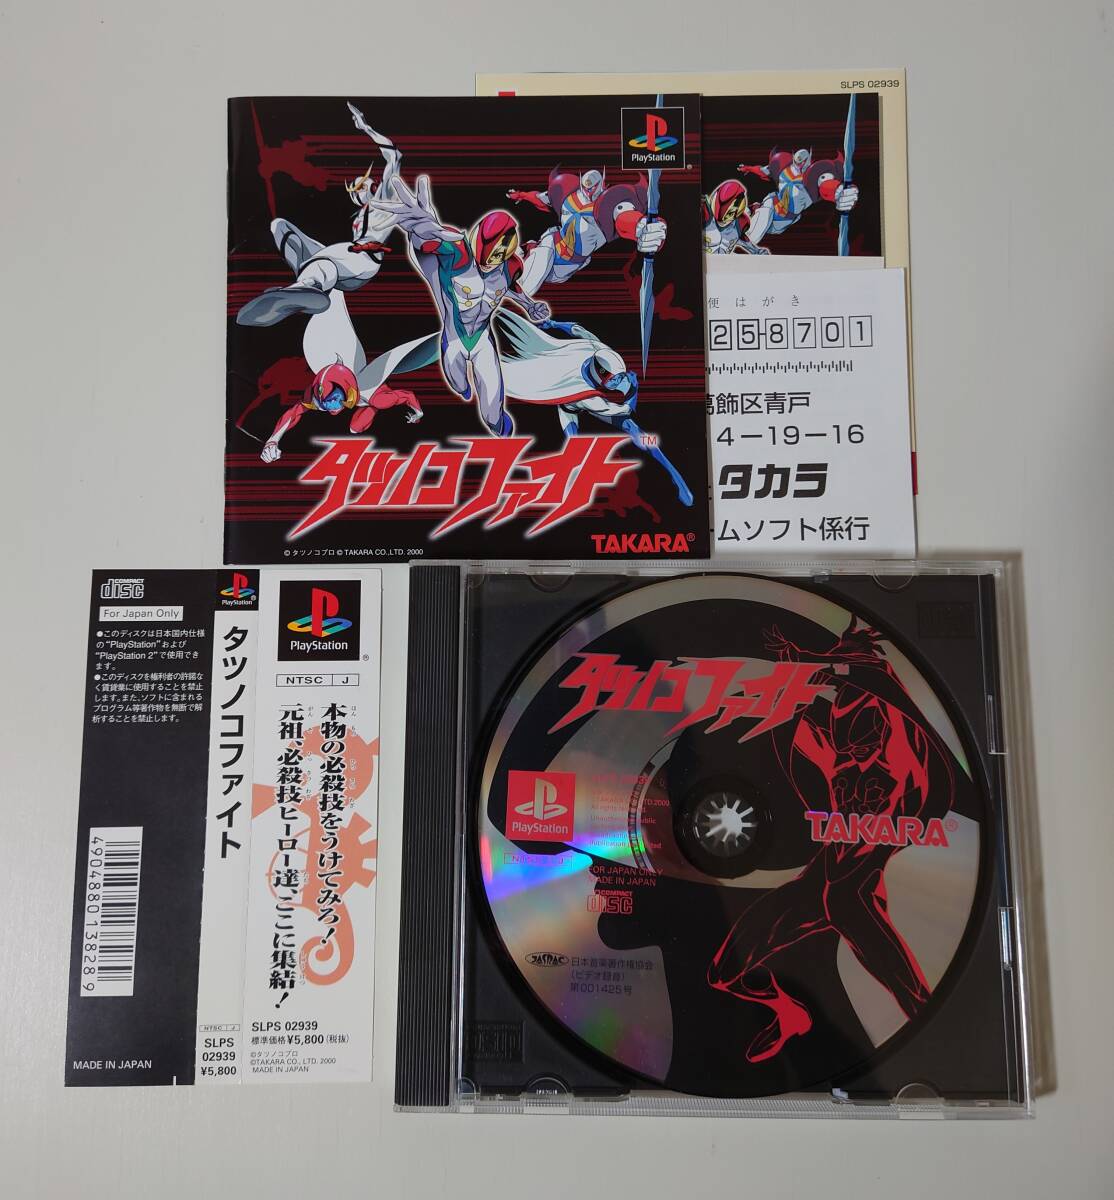 PlayStation
®
タツノコファイト
TM
TAKARA®
© タツノコプロ © TAKARA CO.,LTD. 2000
SLPS 02939
便はがき
25-8701
葛飾区青戸
4-19-16
タカラ
ームソフト係行
COMPACT
disc
For Japan Only
●このディスクは日本国内仕様
の“PlayStation”および
“PlayStation 2”で使用でき
ます。
●このディスクを権利者の許諾な
く賃貸業に使用することを禁止
します。また、ソフトに含まれる
プログラム等著作物を無断で解
析することを禁止します。
4904880138289
MADE IN JAPAN
PlayStation
タツノコファイト
NTSC J
SLPS
02939
¥5,800
PlayStation
®
NTSC J
本物の必殺技をうけてみろ!
元祖、必殺技ヒーロー達、ここに集結!
SLPS 02939
標準価格¥5,800(税抜)
©タツノコプロ
©TAKARA CO., LTD. 2000
MADE IN JAPAN
タツノコファイト
PlayStation
NTSC J
TAKARA®
FOR JAPAN ONLY
MADE IN JAPAN
COMPACT
disc
JASRAC
日本音楽著作権協会
(ビデオ録音)
第001425号